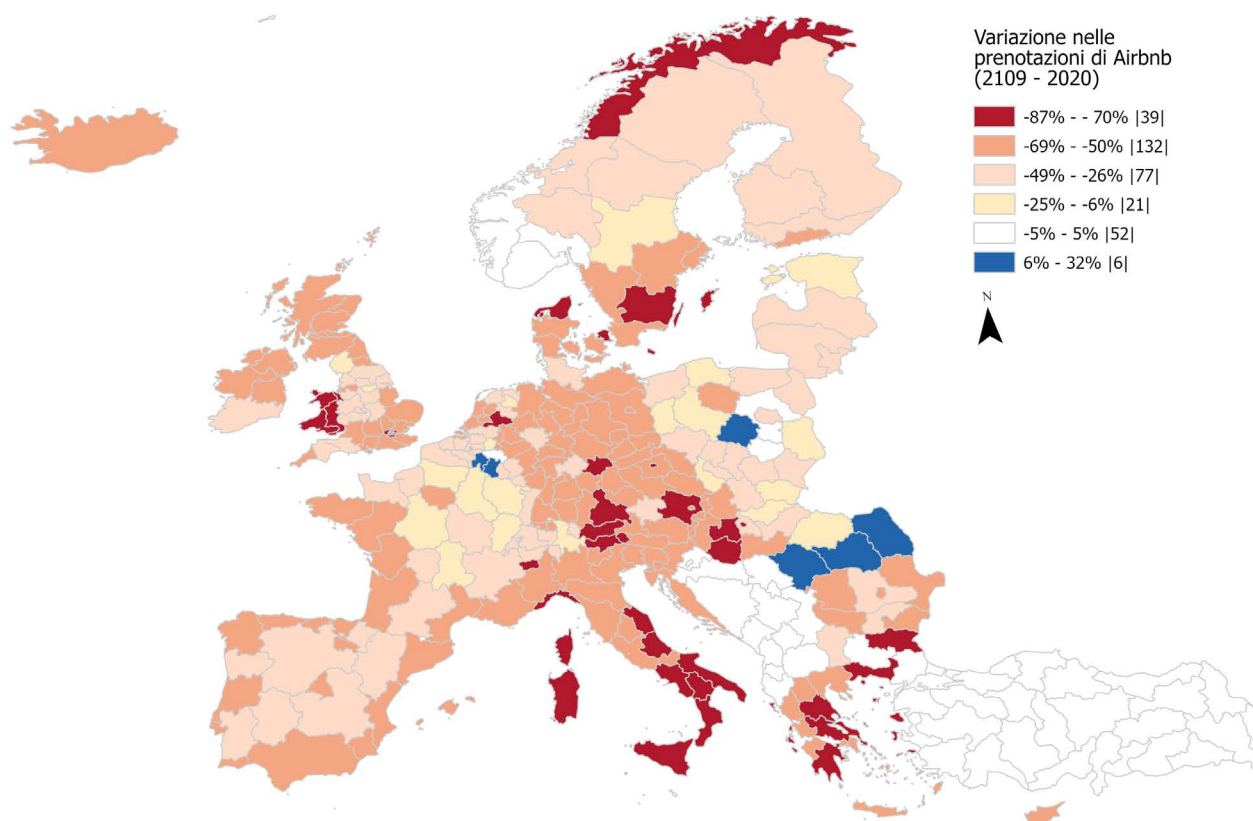 Variazione nelle
prenotazioni di Airbnb
(2109 - 2020)
-87% - - 70% |39|
-69% - -50% |132|
-49% - -26% |77|
-25% - -6% |21|
-5% - 5% |52|
6% - 32% |6|
N